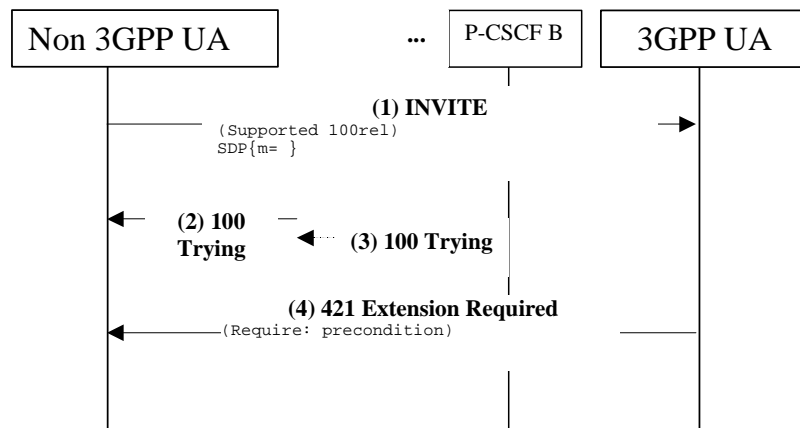 Non 3GPP UA
...
P-CSCF B
3GPP UA
(1) INVITE
(Supported 100rel)
SDP{m= }
(2) 100
Trying
(3) 100 Trying
(4) 421 Extension Required
(Require: precondition)